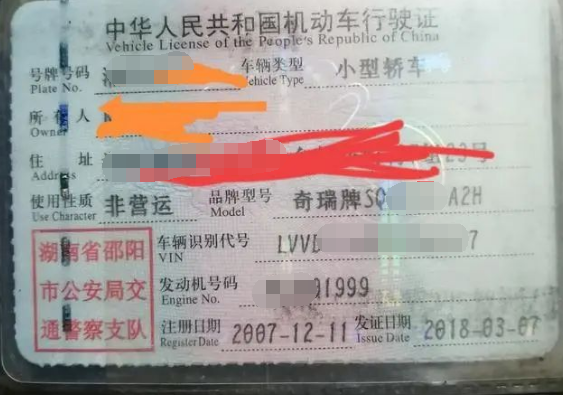 中华人民共和国机动车行驶证
Vehicle License of the People's Republic of China
号牌号码 车辆类型 小型轿车
Plate No. Vehicle Type
所有人
Owner
住址 23号
Address
使用性质 非营运 品牌型号 奇瑞牌SQ A2H
Use Character Model
湖南省邵阳
市公安局交
通警察支队
车辆识别代号 LVVD 7
VIN
发动机号码 1999
Engine No.
注册日期 2007-12-11 发证日期 2018-03-07
Register Date Issue Date